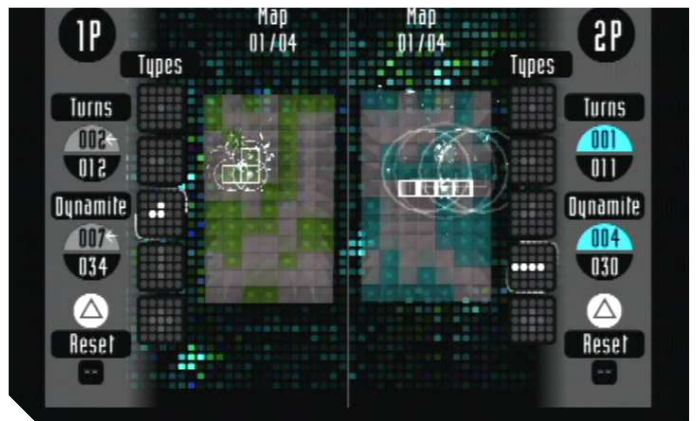 1P
Map
01/04
Types
Turns
002
012
Dynamite
007
034
Reset
--
Map
01/04
2P
Types
Turns
001
011
Dynamite
004
030
Reset
--